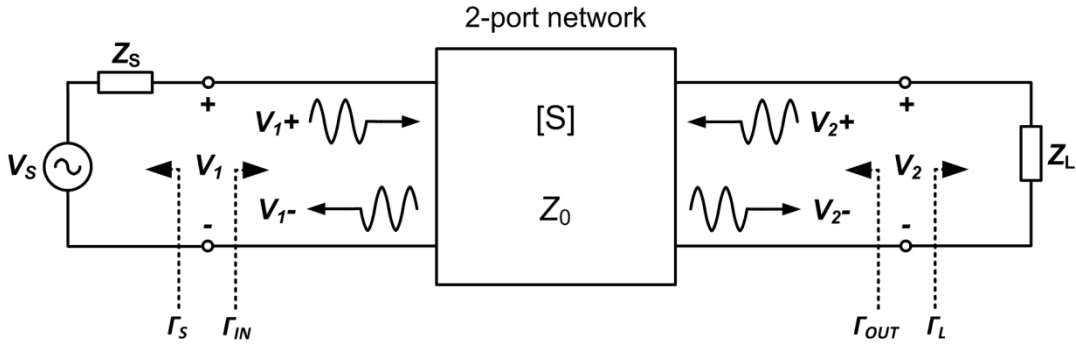 2-port network
Z_S
+
+
V_1+
[S]
V_2+
V_S
V_1
V_2
Z_L
V_1-
Z_0
V_2-
-
-
Γ_S
Γ_IN
Γ_OUT
Γ_L